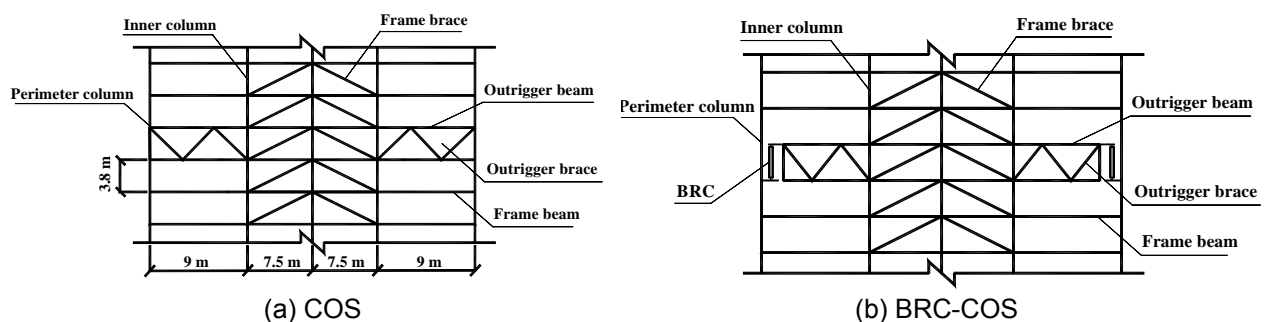 Inner column
Frame brace
Perimeter column
Outrigger beam
3.8 m
Outrigger brace
Frame beam
9 m
7.5 m
7.5 m
9 m
(a) COS
Inner column
Frame brace
Perimeter column
Outrigger beam
BRC
Outrigger brace
Frame beam
(b) BRC-COS